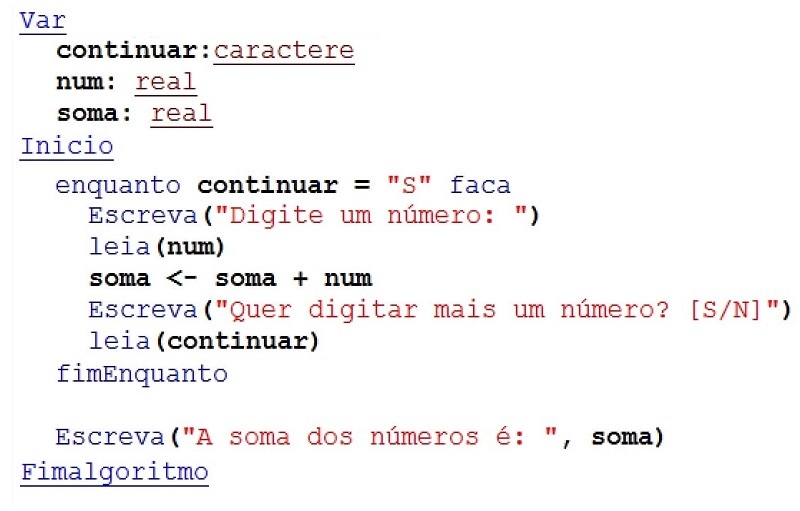 Var
continuar:caractere
num: real
soma: real
Inicio
enquanto continuar = "S" faca
Escreva("Digite um número: ")
leia(num)
soma <- soma + num
Escreva("Quer digitar mais um número? [S/N]")
leia(continuar)
fimEnquanto
Escreva("A soma dos números é: ", soma)
Fimalgoritmo